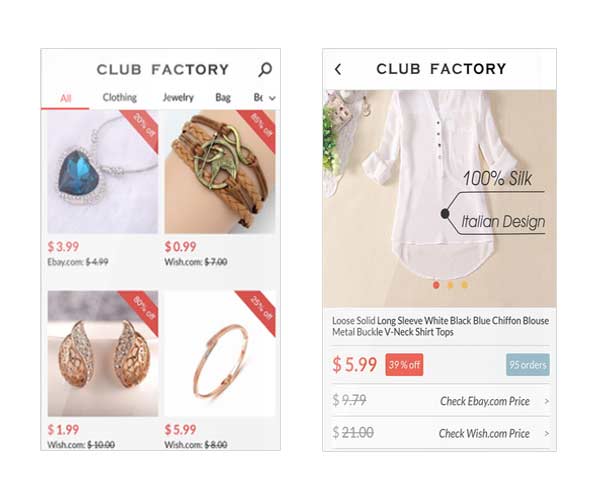 CLUB FACTORY
All Clothing Jewelry Bag Be
20% off
85% off
$3.99
Ebay.com: $ 4.99
$0.99
Wish.com: $ 7.00
80% off
25% off
$1.99
Wish.com: $ 10.00
$5.99
Wish.com: $ 8.00
CLUB FACTORY
100% Silk
Italian Design
Loose Solid Long Sleeve White Black Blue Chiffon Blouse
Metal Buckle V-Neck Shirt Tops
$5.99 39 % off 95 orders
$ 9.79 Check Ebay.com Price >
$ 21.00 Check Wish.com Price >